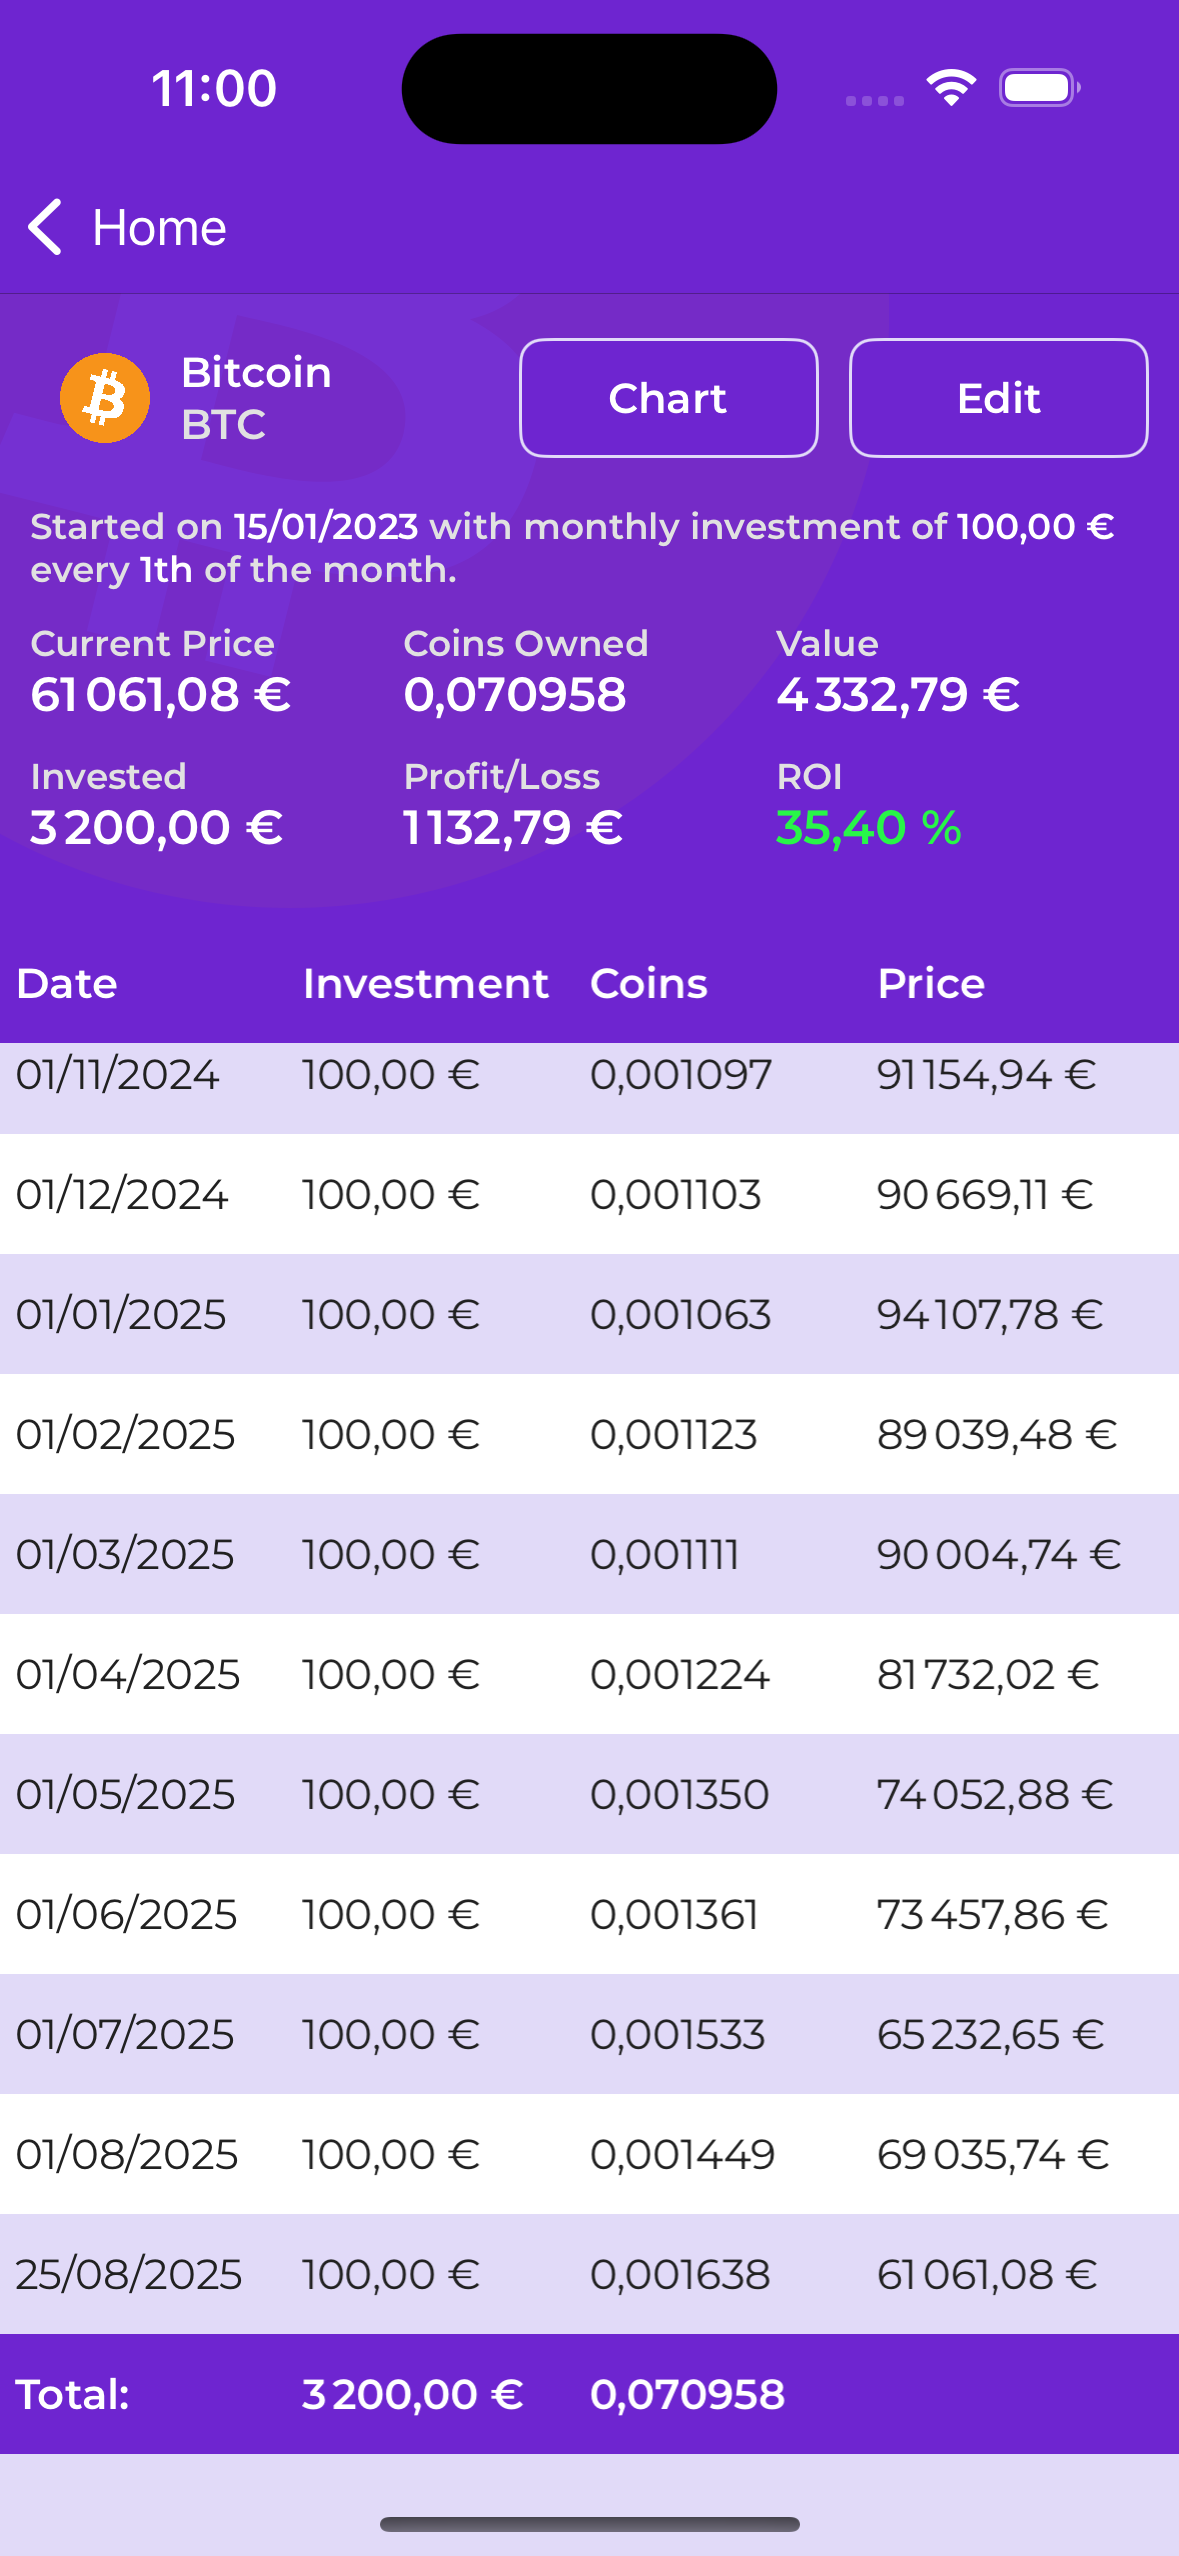 11:00
Home
Bitcoin
BTC
Chart
Edit
Started on 15/01/2023 with monthly investment of 100,00 €
every 1th of the month.
Current Price Coins Owned Value
61 061,08 € 0,070958 4 332,79 €
Invested Profit/Loss ROI
3 200,00 € 1 132,79 € 35,40 %
Date Investment Coins Price
01/11/2024 100,00 € 0,001097 91 154,94 €
01/12/2024 100,00 € 0,001103 90 669,11 €
01/01/2025 100,00 € 0,001063 94 107,78 €
01/02/2025 100,00 € 0,001123 89 039,48 €
01/03/2025 100,00 € 0,001111 90 004,74 €
01/04/2025 100,00 € 0,001224 81 732,02 €
01/05/2025 100,00 € 0,001350 74 052,88 €
01/06/2025 100,00 € 0,001361 73 457,86 €
01/07/2025 100,00 € 0,001533 65 232,65 €
01/08/2025 100,00 € 0,001449 69 035,74 €
25/08/2025 100,00 € 0,001638 61 061,08 €
Total: 3 200,00 € 0,070958